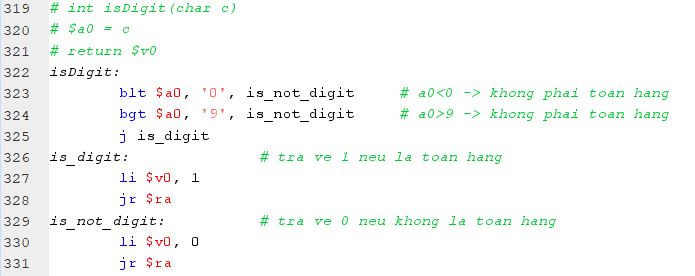 319 # int isDigit(char c)
320 # $a0 = c
321 # return $v0
322 isDigit:
323 blt $a0, '0', is_not_digit # a0<0 -> khong phai toan hang
324 bgt $a0, '9', is_not_digit # a0>9 -> khong phai toan hang
325 j is_digit
326 is_digit: # tra ve 1 neu la toan hang
327 li $v0, 1
328 jr $ra
329 is_not_digit: # tra ve 0 neu khong la toan hang
330 li $v0, 0
331 jr $ra